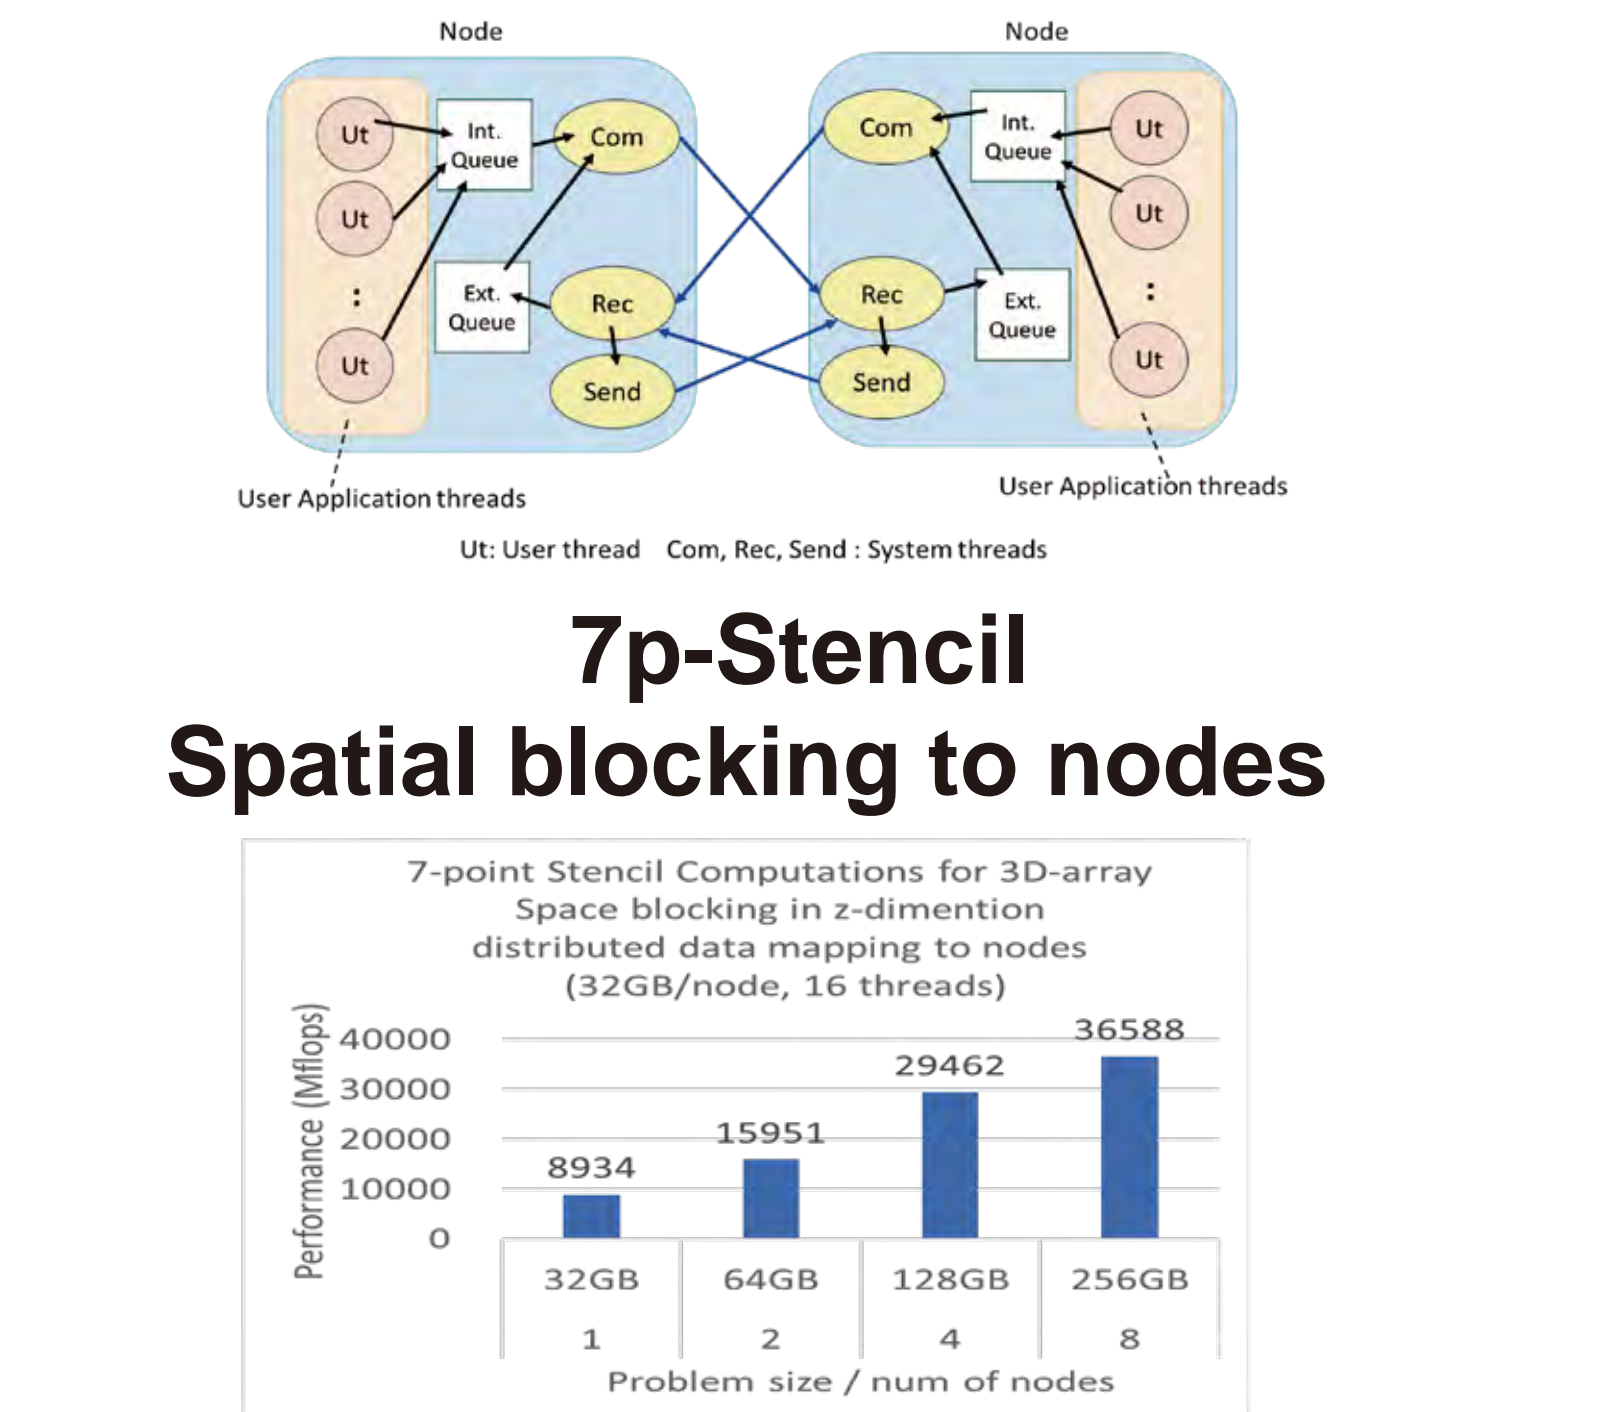 Node
Node
Ut
Int.
Queue
Com
Ut
Ext.
Queue
Rec
:
Ut
Send
Com
Int.
Queue
Ut
Ut
Rec
Ext.
Queue
:
Send
Ut
User Application threads
User Application threads
Ut: User thread Com, Rec, Send : System threads
7p-Stencil
Spatial blocking to nodes
7-point Stencil Computations for 3D-array
Space blocking in z-dimention
distributed data mapping to nodes
(32GB/node, 16 threads)
Performance (Mflops)
40000
30000
20000
10000
0
8934
15951
29462
36588
32GB
64GB
128GB
256GB
1
2
4
8
Problem size / num of nodes